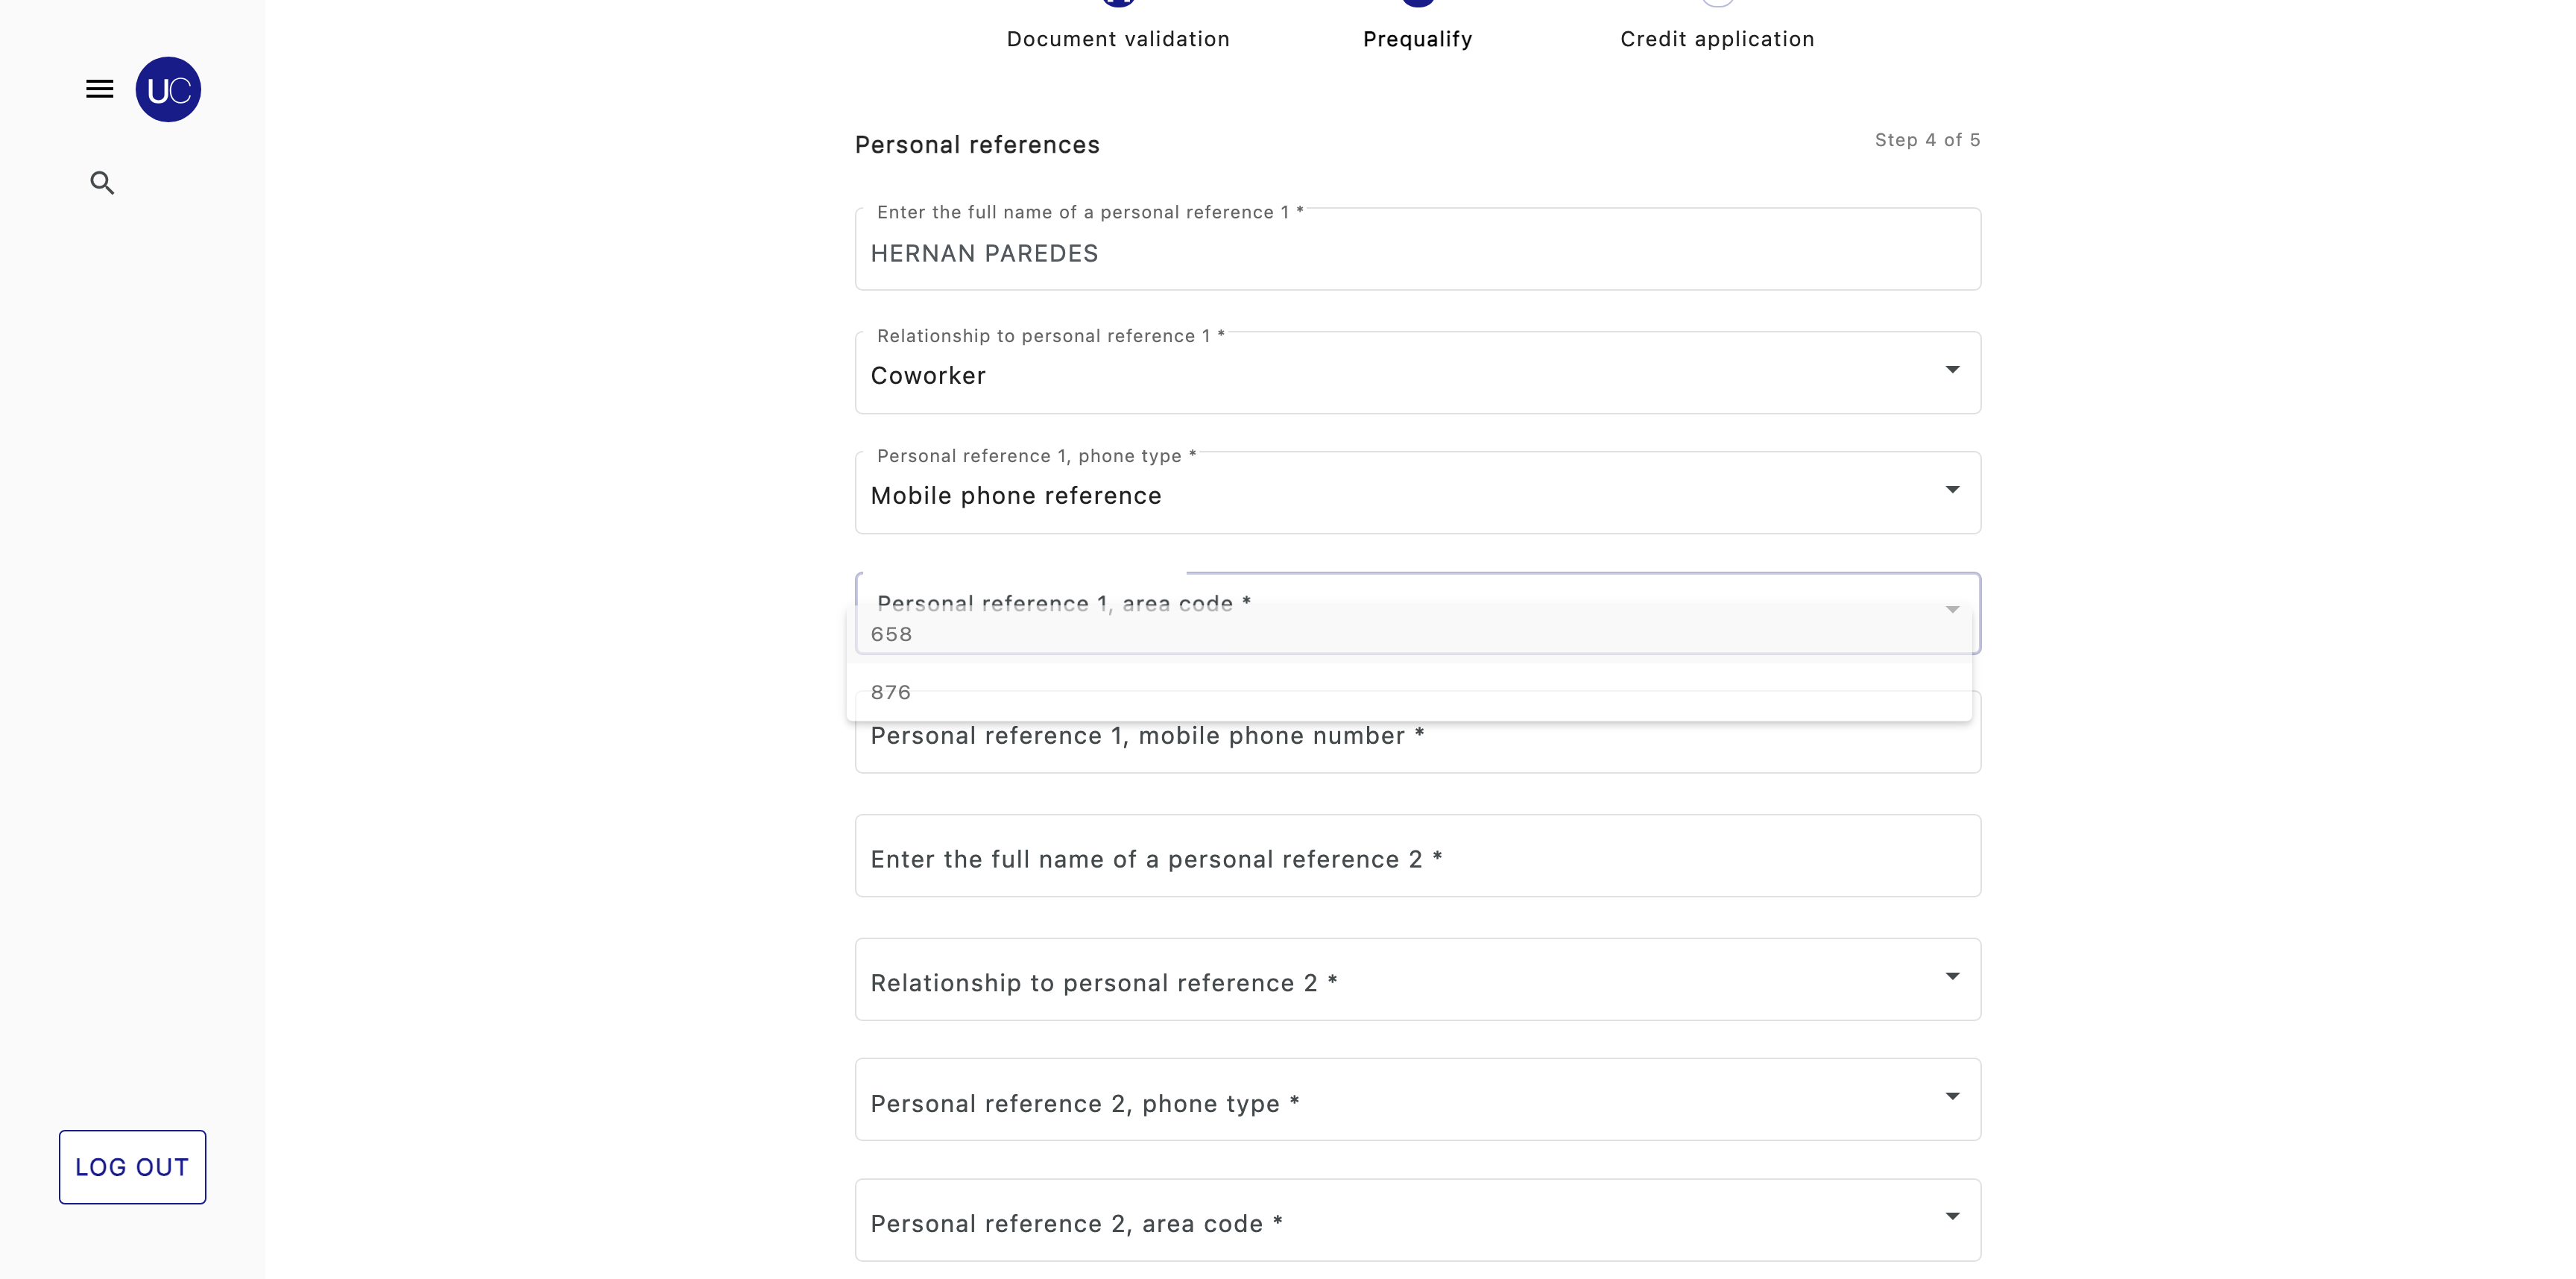 Document validation
Prequalify
Credit application
UC
Personal references
Step 4 of 5
Enter the full name of a personal reference 1 *
HERNAN PAREDES
Relationship to personal reference 1 *
Coworker
Personal reference 1, phone type *
Mobile phone reference
Personal reference 1, area code *
658
876
Personal reference 1, mobile phone number *
Enter the full name of a personal reference 2 *
Relationship to personal reference 2 *
Personal reference 2, phone type *
LOG OUT
Personal reference 2, area code *